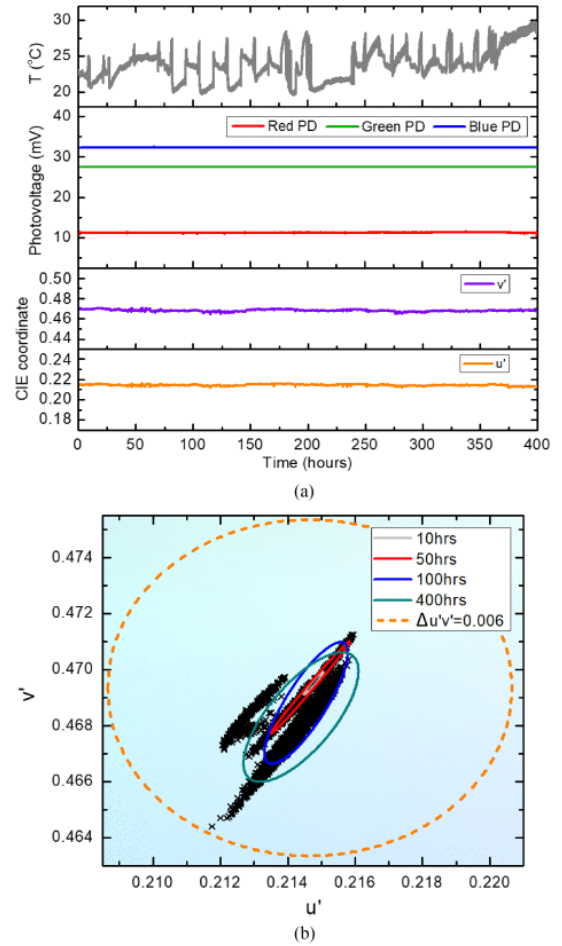 30
25
20
T (°C)
Red PD Green PD Blue PD
40
30
20
10
Photovoltage (mV)
v'
0.50
0.48
0.46
0.44
u'
0.24
0.22
0.20
0.18
CIE coordinate
0 50 100 150 200 250 300 350 400
Time (hours)
(a)
10hrs
50hrs
100hrs
400hrs
Δu'v'=0.006
0.474
0.472
0.470
0.468
0.466
0.464
v'
0.210 0.212 0.214 0.216 0.218 0.220
u'
(b)